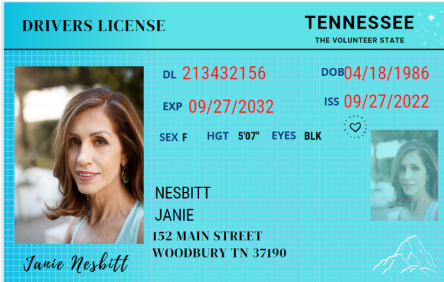 DRIVERS LICENSE
TENNESSEE
THE VOLUNTEER STATE
DL 213432156
DOB 04/18/1986
EXP 09/27/2032
ISS 09/27/2022
SEX F HGT 5'07" EYES BLK
NESBITT
JANIE
152 MAIN STREET
WOODBURY TN 37190
Janie Nesbitt